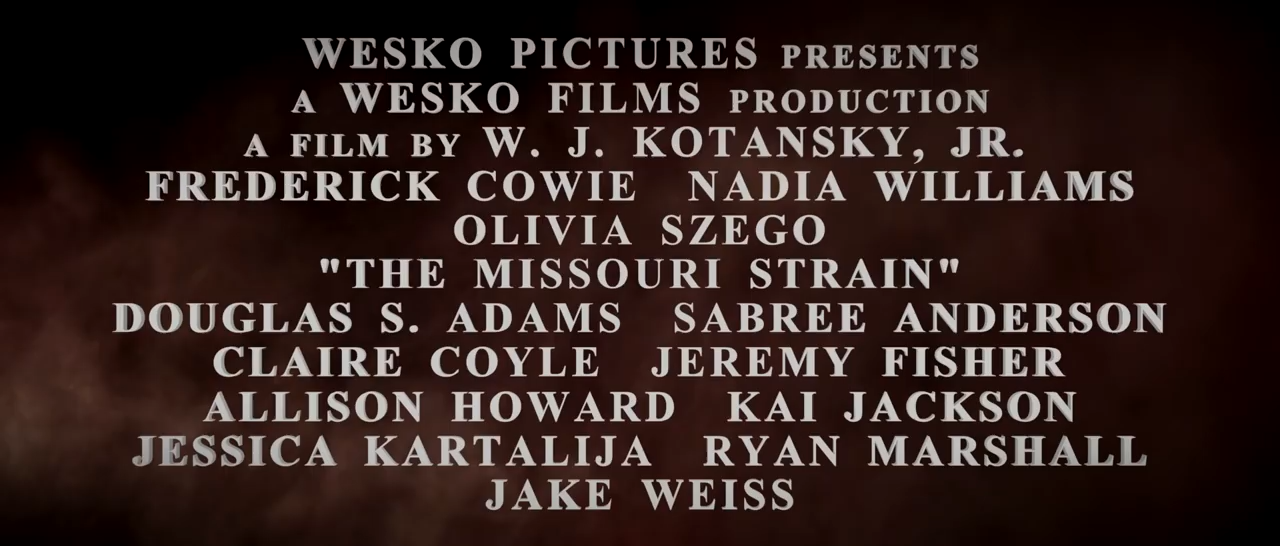 WESKO PICTURES PRESENTS
A WESKO FILMS PRODUCTION
A FILM BY W. J. KOTANSKY, JR.
FREDERICK COWIE NADIA WILLIAMS
OLIVIA SZEGO
"THE MISSOURI STRAIN"
DOUGLAS S. ADAMS SABREE ANDERSON
CLAIRE COYLE JEREMY FISHER
ALLISON HOWARD KAI JACKSON
JESSICA KARTALIJA RYAN MARSHALL
JAKE WEISS